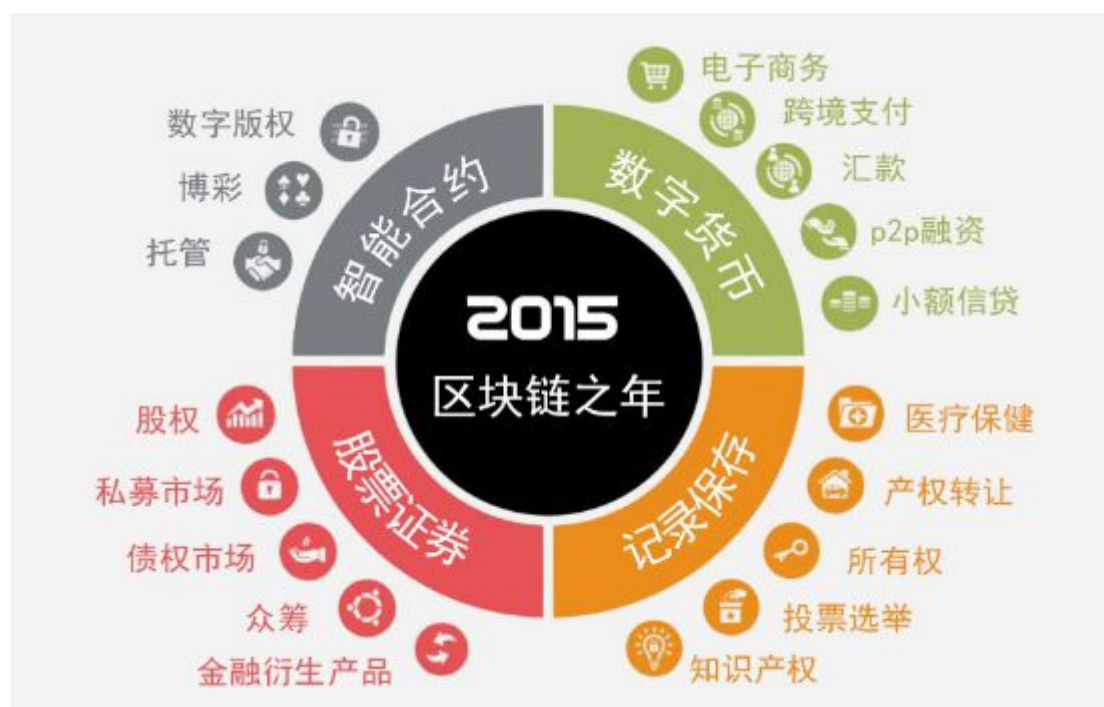 2015
区块链之年
智能合约
数字版权
博彩
托管
数字货币
电子商务
跨境支付
汇款
p2p融资
小额信贷
股票证券
股权
私募市场
债权市场
众筹
金融衍生产品
记录保存
医疗保健
产权转让
所有权
投票选举
知识产权